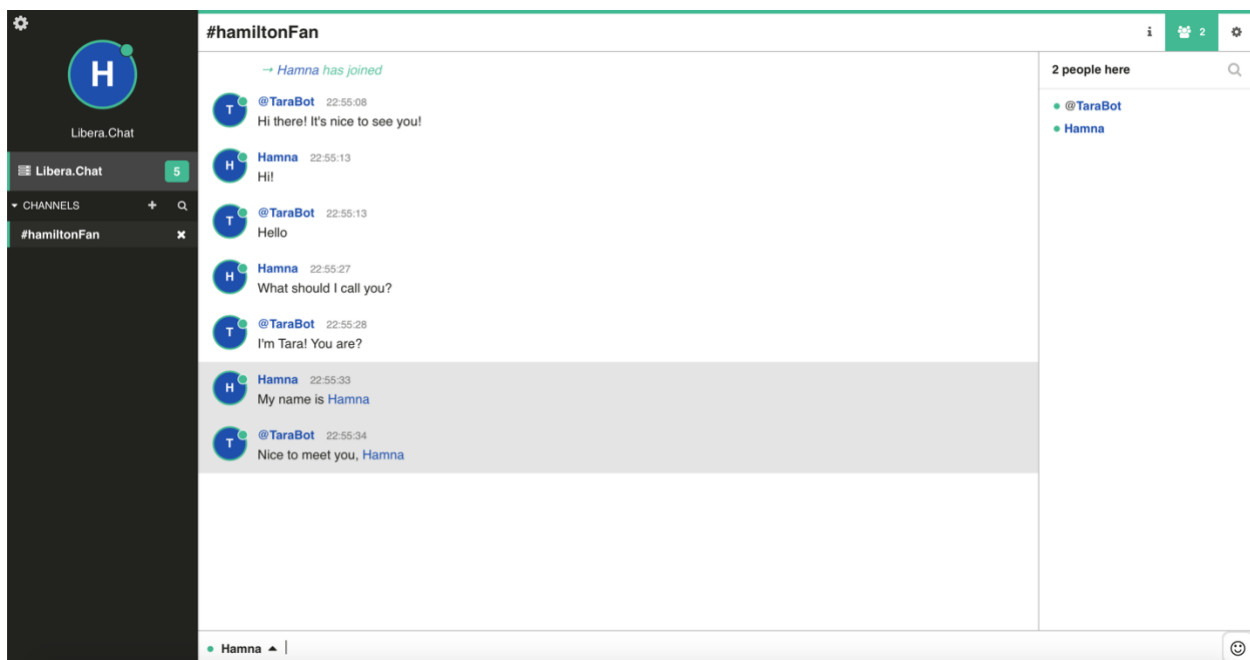 H
Libera.Chat
Libera.Chat 5
CHANNELS +
#hamiltonFan
#hamiltonFan
i 2
→ Hamna has joined
T @TaraBot 22:55:08
Hi there! It's nice to see you!
H Hamna 22:55:13
Hi!
T @TaraBot 22:55:13
Hello
H Hamna 22:55:27
What should I call you?
T @TaraBot 22:55:28
I'm Tara! You are?
H Hamna 22:55:33
My name is Hamna
T @TaraBot 22:55:34
Nice to meet you, Hamna
Hamna
2 people here
@TaraBot
Hamna